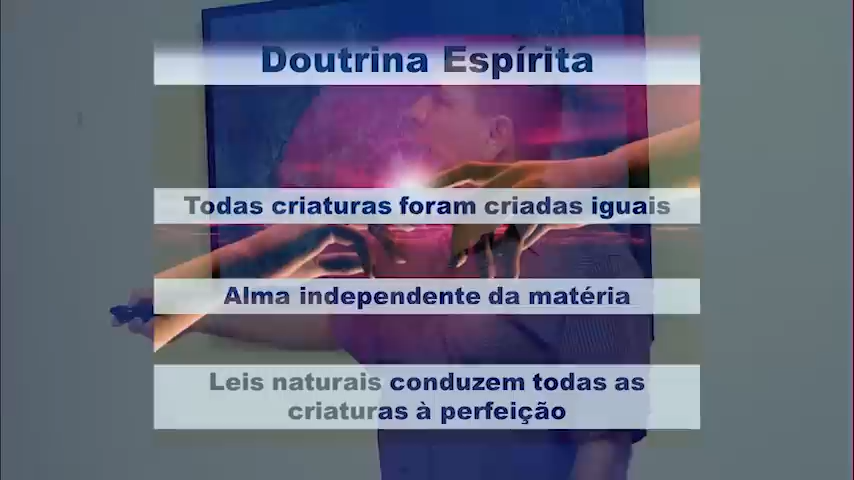 Doutrina Espírita
Todas criaturas foram criadas iguais
Alma independente da matéria
Leis naturais conduzem todas as
criaturas à perfeição